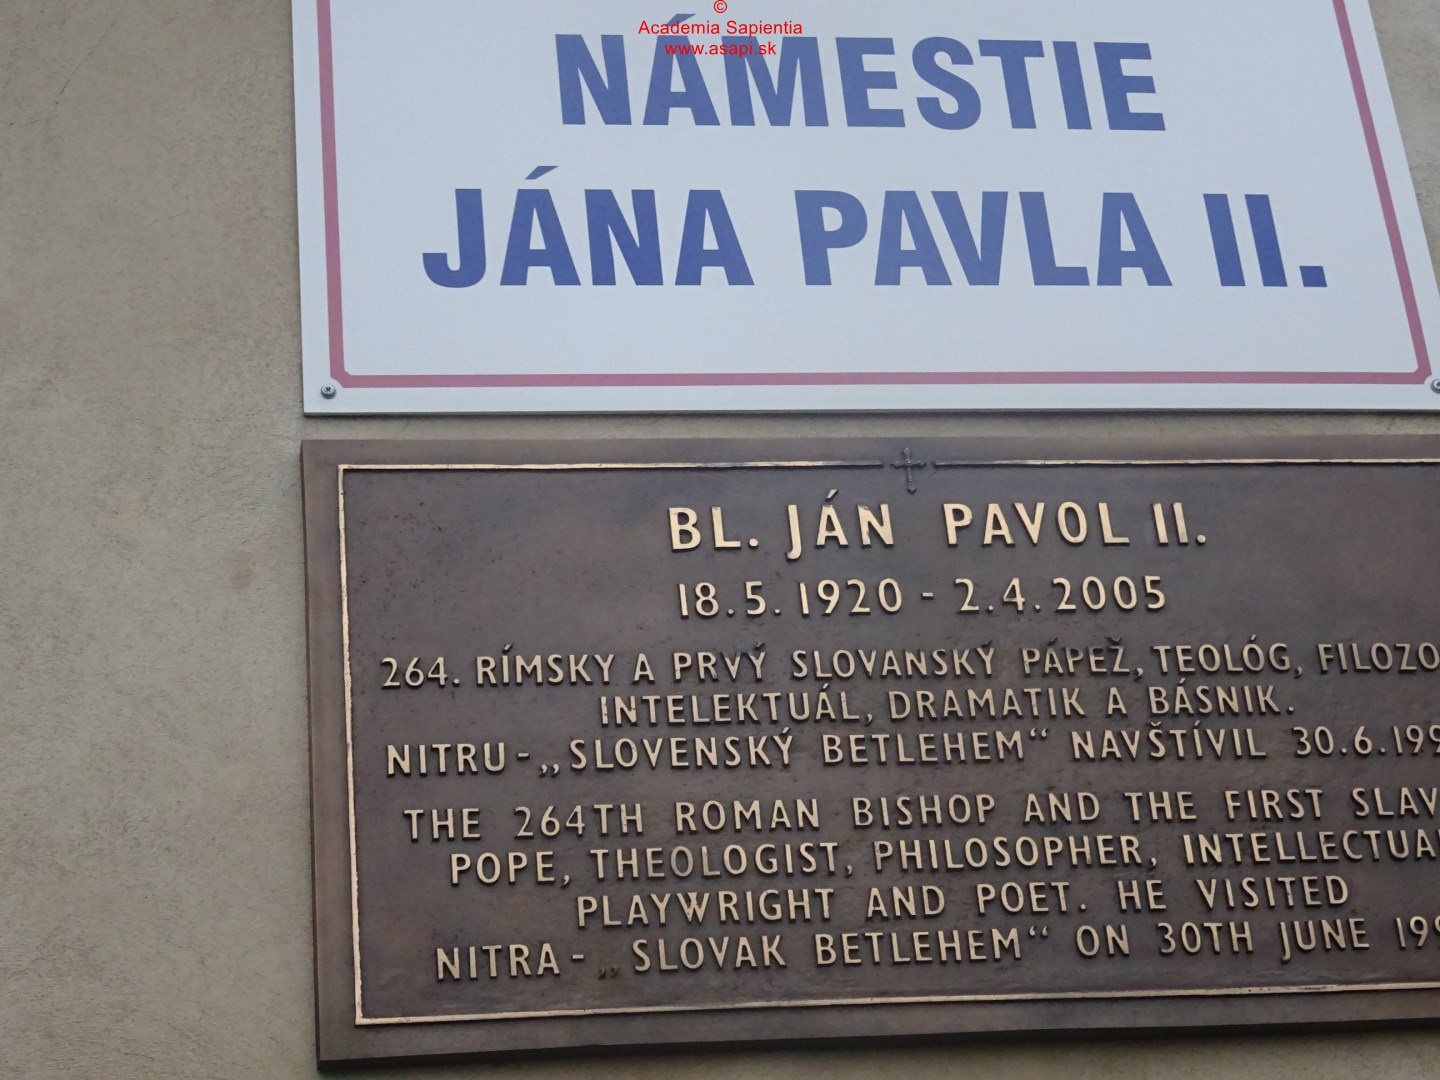 ©
Academia Sapientia
www.asapi.sk
NÁMESTIE
JÁNA PAVLA II.
BL. JÁN PAVOL II.
18.5.1920 - 2.4.2005
264. RÍMSKY A PRVÝ SLOVANSKÝ PÁPEŽ, TEOLÓG,
INTELEKTUÁL, DRAMATIK A BÁSNIK.
NITRU - „SLOVENSKÝ BETLEHEM“ NAVŠTÍVIL
THE 264TH ROMAN BISHOP AND THE FIRST
POPE, THEOLOGIST, PHILOSOPHER,
PLAYWRIGHT AND POET. HE VISITED
NITRA - „ SLOVAK BETLEHEM“ ON 30TH JUNE